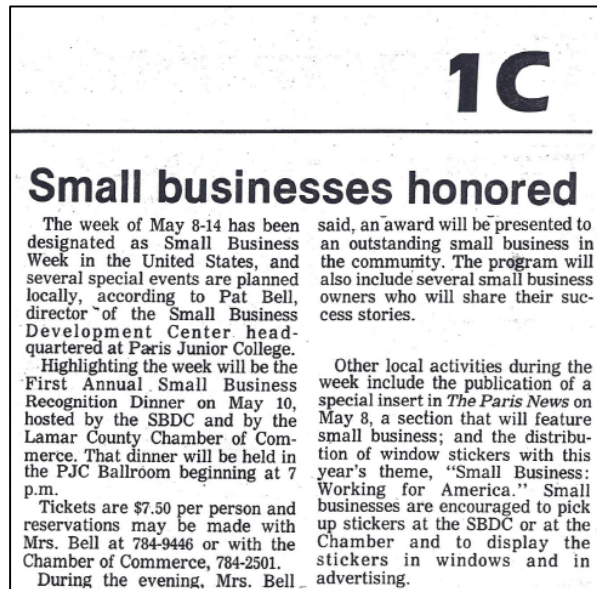 1C
Small businesses honored
The week of May 8-14 has been
designated as Small Business
Week in the United States, and
several special events are planned
locally, according to Pat Bell,
director of the Small Business
Development Center head-
quartered at Paris Junior College.
Highlighting the week will be the
First Annual Small Business
Recognition Dinner on May 10,
hosted by the SBDC and by the
Lamar County Chamber of Com-
merce. That dinner will be held in
the PJC Ballroom beginning at 7
p.m.
Tickets are $7.50 per person and
reservations may be made with
Mrs. Bell at 784-9446 or with the
Chamber of Commerce, 784-2501.
During the evening, Mrs. Bell
said, an award will be presented to
an outstanding small business in
the community. The program will
also include several small business
owners who will share their suc-
cess stories.
Other local activities during the
week include the publication of a
special insert in The Paris News on
May 8, a section that will feature
small business; and the distribu-
tion of window stickers with this
year's theme, “Small Business:
Working for America.” Small
businesses are encouraged to pick
up stickers at the SBDC or at the
Chamber and to display the
stickers in windows and in
advertising.